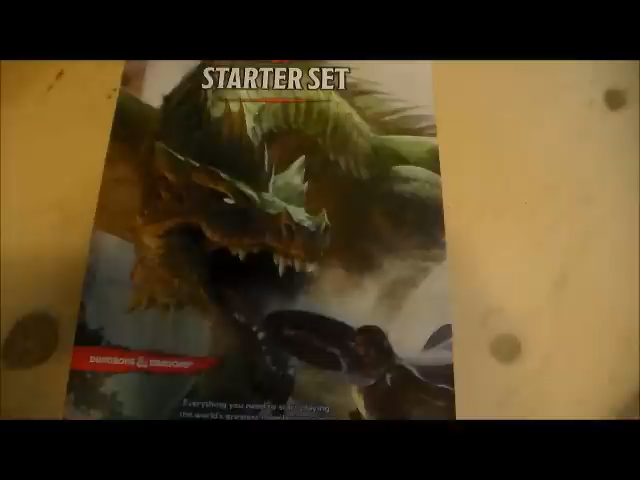 STARTER SET
DUNGEONS & DRAGONS
Everything you need to start playing
the world's greatest